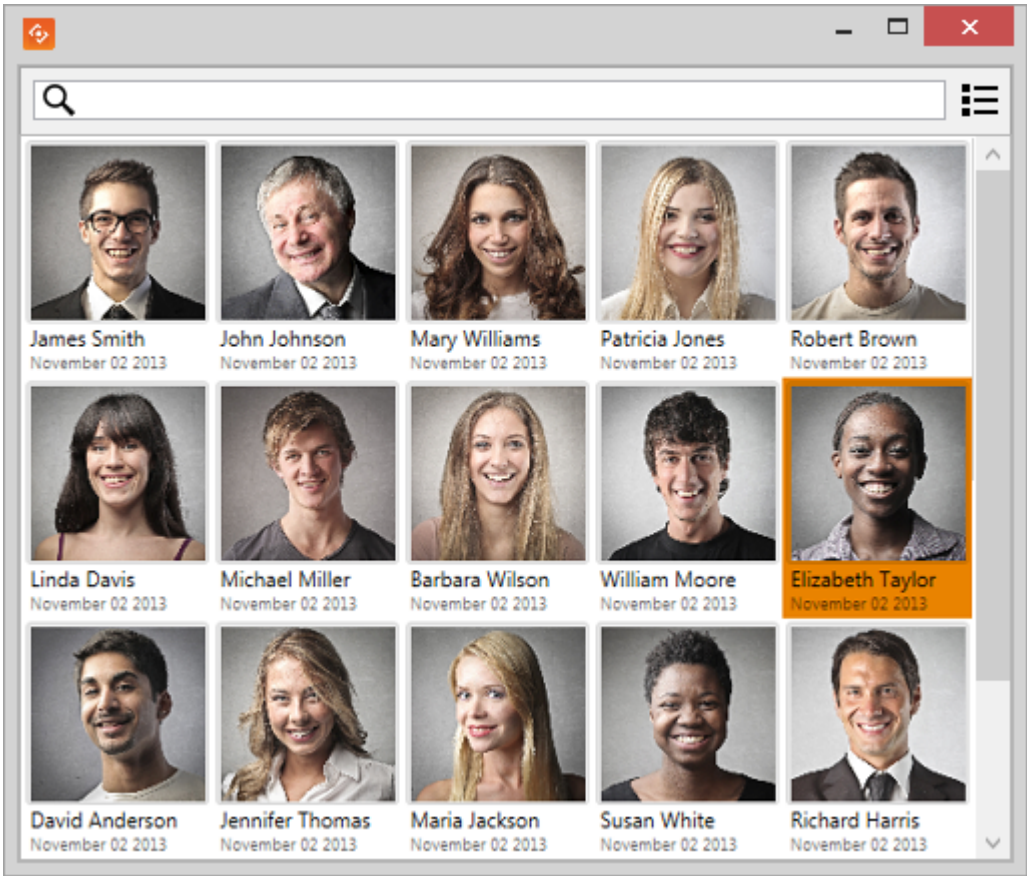 James Smith
November 02 2013
John Johnson
November 02 2013
Mary Williams
November 02 2013
Patricia Jones
November 02 2013
Robert Brown
November 02 2013
Linda Davis
November 02 2013
Michael Miller
November 02 2013
Barbara Wilson
November 02 2013
William Moore
November 02 2013
Elizabeth Taylor
November 02 2013
David Anderson
November 02 2013
Jennifer Thomas
November 02 2013
Maria Jackson
November 02 2013
Susan White
November 02 2013
Richard Harris
November 02 2013